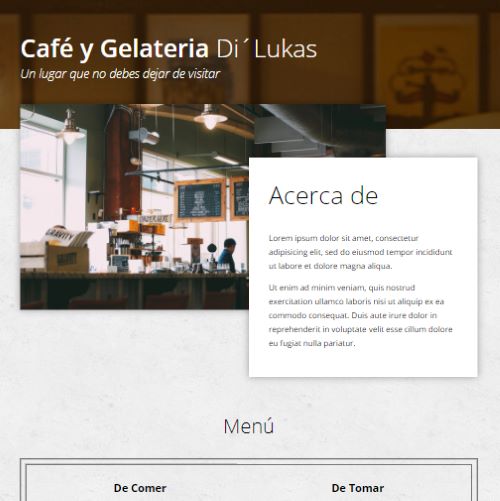 Café y Gelateria Di´Lukas
Un lugar que no debes dejar de visitar
GRAVITY
Acerca de
Lorem ipsum dolor sit amet, consectetur
adipisicing elit, sed do eiusmod tempor incididunt
ut labore et dolore magna aliqua.
Ut enim ad minim veniam, quis nostrud
exercitation ullamco laboris nisi ut aliquip ex ea
commodo consequat. Duis aute irure dolor in
reprehenderit in voluptate velit esse cillum dolore
eu fugiat nulla pariatur.
Menú
De Comer De Tomar